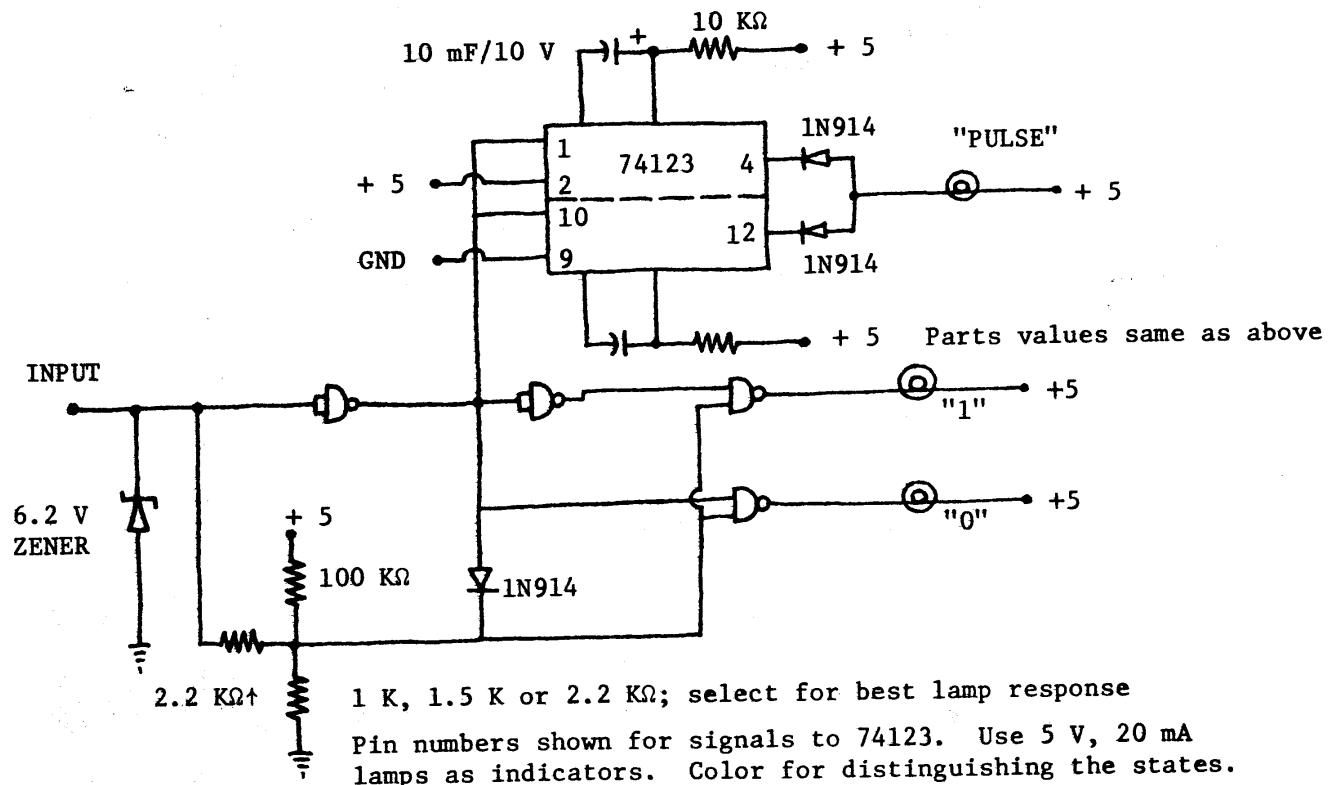 10 KΩ
10 mF/10 V
+
+ 5
1N914
"PULSE"
1
74123
4
+ 5
2
+ 5
10
12
GND
9
1N914
+ 5
Parts values same as above
INPUT
+5
"1"
6.2 V
ZENER
+ 5
+5
"0"
100 KΩ
1N914
2.2 KΩ↑
1 K, 1.5 K or 2.2 KΩ; select for best lamp response
Pin numbers shown for signals to 74123. Use 5 V, 20 mA
lamps as indicators. Color for distinguishing the states.